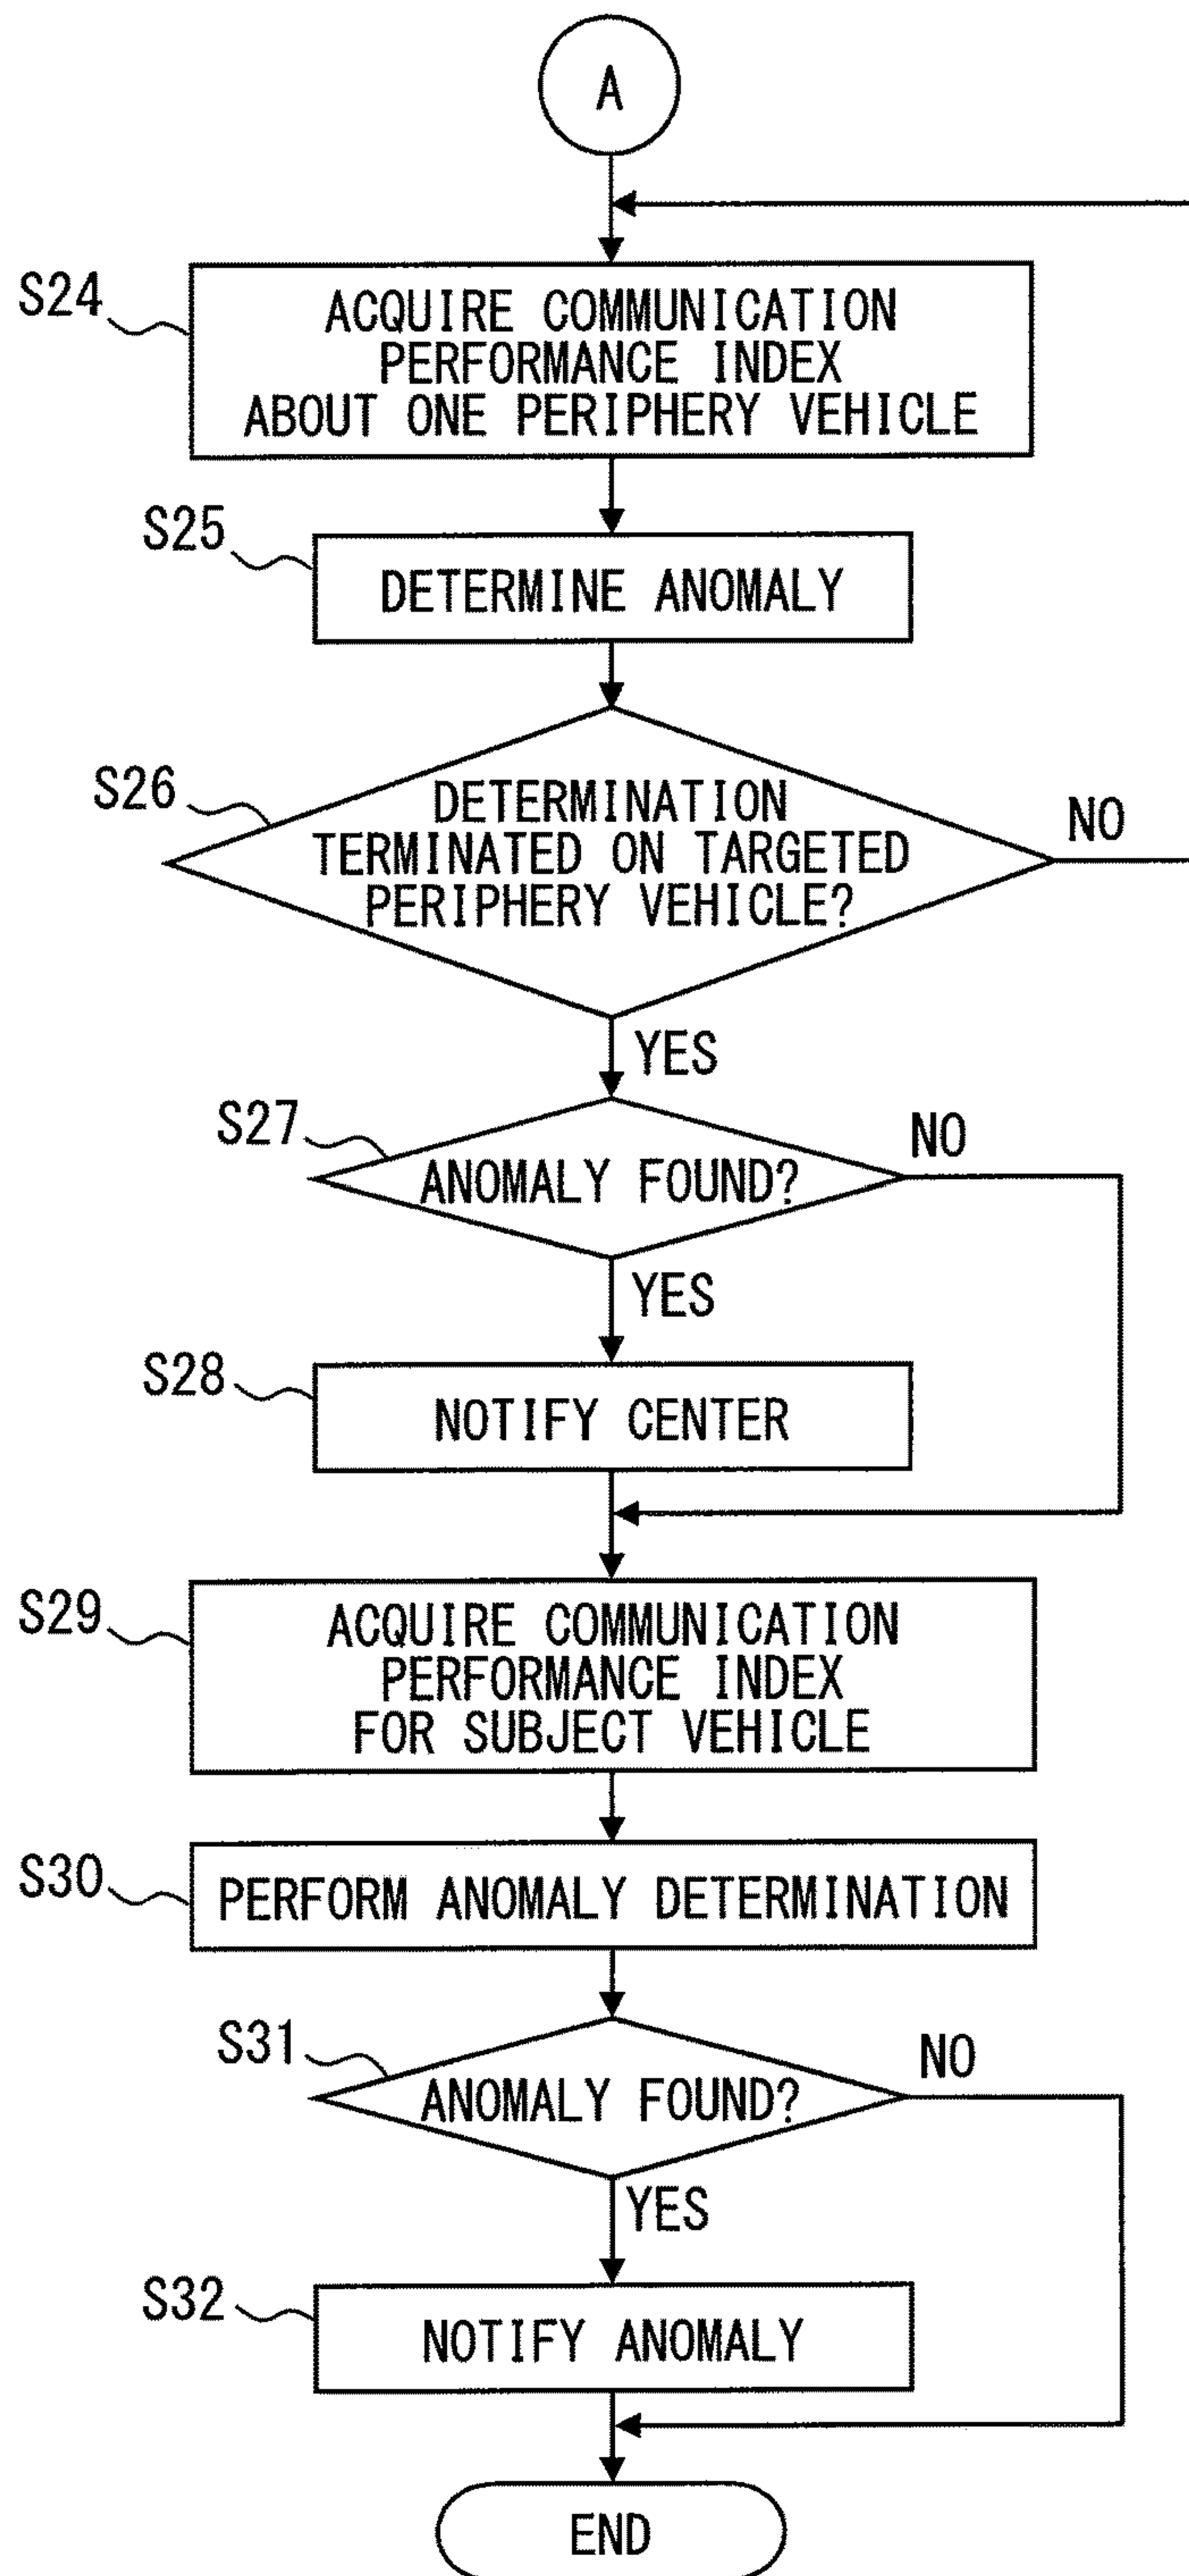 A
S24
ACQUIRE COMMUNICATION
PERFORMANCE INDEX
ABOUT ONE PERIPHERY VEHICLE
S25
DETERMINE ANOMALY
S26
DETERMINATION
TERMINATED ON TARGETED
PERIPHERY VEHICLE?
NO
YES
S27
ANOMALY FOUND?
NO
YES
S28
NOTIFY CENTER
S29
ACQUIRE COMMUNICATION
PERFORMANCE INDEX
FOR SUBJECT VEHICLE
S30
PERFORM ANOMALY DETERMINATION
S31
ANOMALY FOUND?
NO
YES
S32
NOTIFY ANOMALY
END